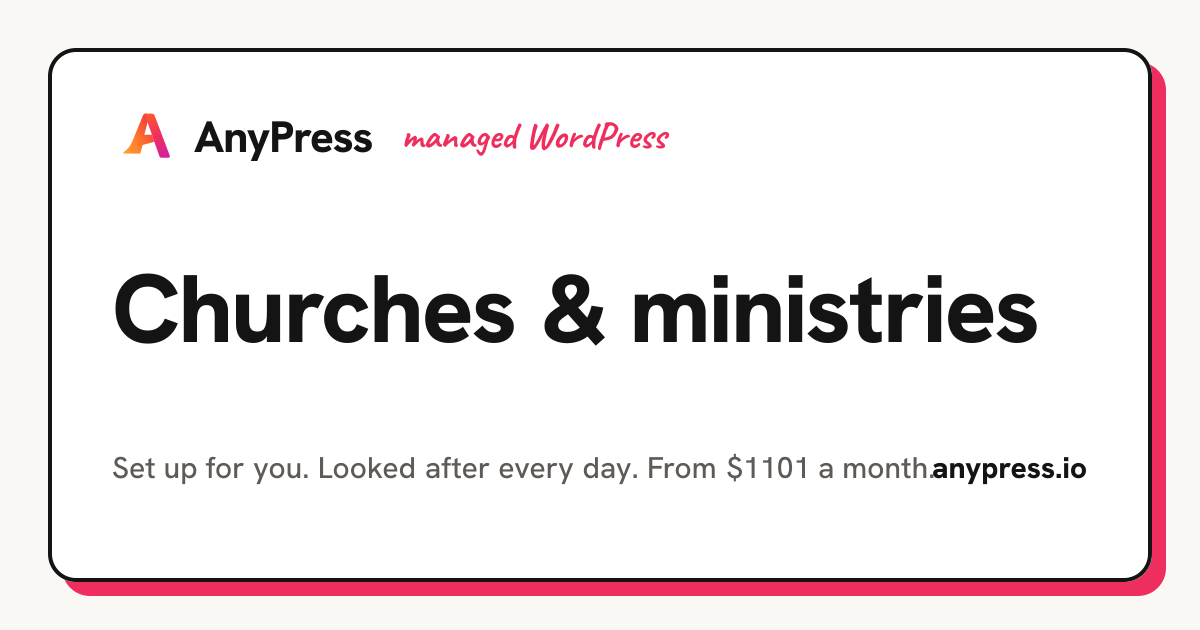 AnyPress managed WordPress
Churches & ministries
Set up for you. Looked after every day. From $1101 a month. anypress.io